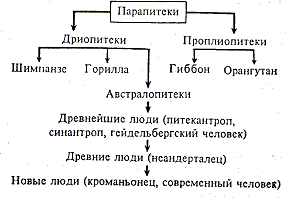 Парапитеки
Дриопитеки Проплиопитеки
Шимпанзе Горилла Гиббон Орангутан
Австралопитеки
Древнейшие люди (питекантроп,
синантроп, гейдельбергский человек)
Древние люди (неандерталец)
Новые люди (кроманьонец, современный человек)